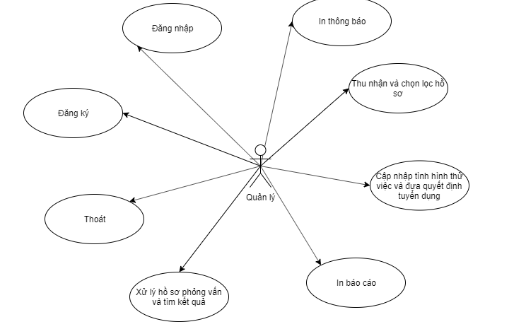 Đăng nhập
In thông báo
Thu nhận và chọn lọc hồ
sơ
Đăng ký
Quản lý
Cập nhập tình hình thử
việc và đưa quyết định
tuyển dụng
Thoát
Xử lý hồ sơ phỏng vấn
và tìm kết quả
In báo cáo